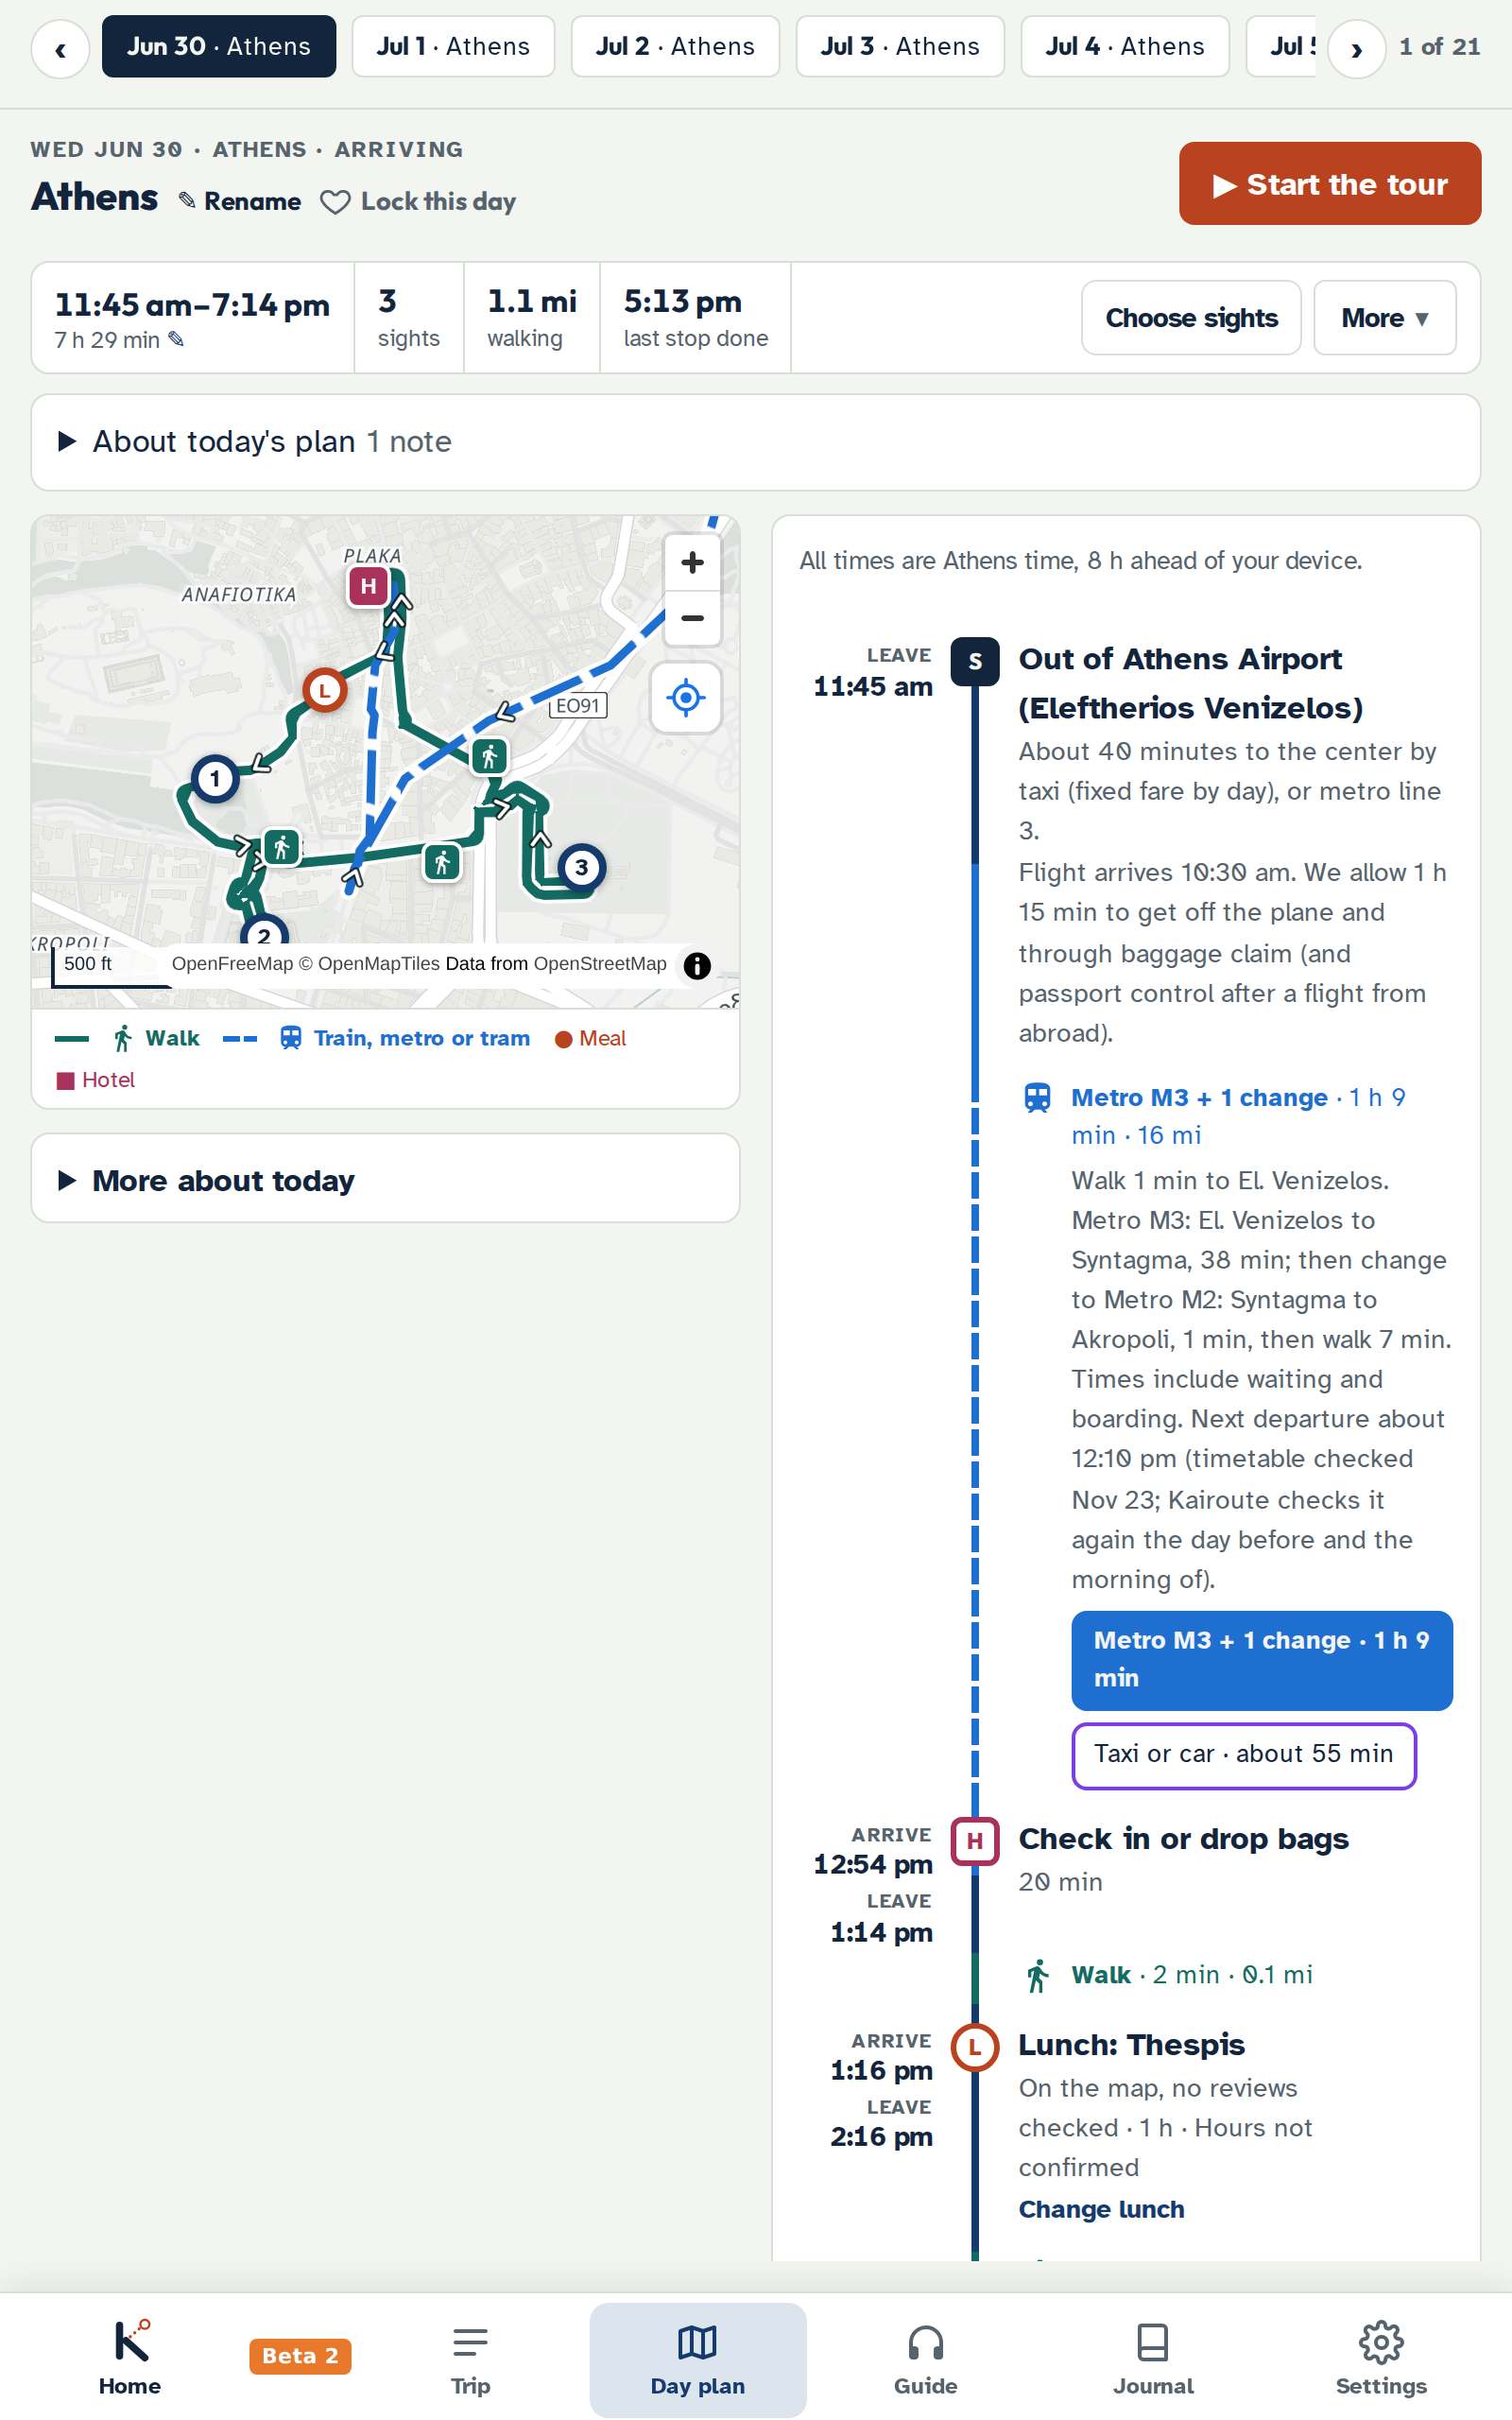 ‹
Jun 30 · Athens
Jul 1 · Athens
Jul 2 · Athens
Jul 3 · Athens
Jul 4 · Athens
Jul 5
›
1 of 21
WED JUN 30 · ATHENS · ARRIVING
Athens ✎ Rename Lock this day
▶ Start the tour
11:45 am–7:14 pm
7 h 29 min ✎
3
sights
1.1 mi
walking
5:13 pm
last stop done
Choose sights
More ▼
▶ About today's plan 1 note
PLAKA
H
ANAFIOTIKA
L
EO91
1
3
2
KROPOLI
+
−
500 ft
OpenFreeMap © OpenMapTiles Data from OpenStreetMap
Walk
Train, metro or tram
Meal
Hotel
▶ More about today
All times are Athens time, 8 h ahead of your device.
LEAVE
11:45 am
S
Out of Athens Airport
(Eleftherios Venizelos)
About 40 minutes to the center by
taxi (fixed fare by day), or metro line
3.
Flight arrives 10:30 am. We allow 1 h
15 min to get off the plane and
through baggage claim (and
passport control after a flight from
abroad).
Metro M3 + 1 change · 1 h 9
min · 16 mi
Walk 1 min to El. Venizelos.
Metro M3: El. Venizelos to
Syntagma, 38 min; then change
to Metro M2: Syntagma to
Akropoli, 1 min, then walk 7 min.
Times include waiting and
boarding. Next departure about
12:10 pm (timetable checked
Nov 23; Kairoute checks it
again the day before and the
morning of).
Metro M3 + 1 change · 1 h 9
min
Taxi or car · about 55 min
ARRIVE
12:54 pm
LEAVE
1:14 pm
H
Check in or drop bags
20 min
Walk · 2 min · 0.1 mi
ARRIVE
1:16 pm
LEAVE
2:16 pm
L
Lunch: Thespis
On the map, no reviews
checked · 1 h · Hours not
confirmed
Change lunch
Home
Beta 2
Trip
Day plan
Guide
Journal
Settings